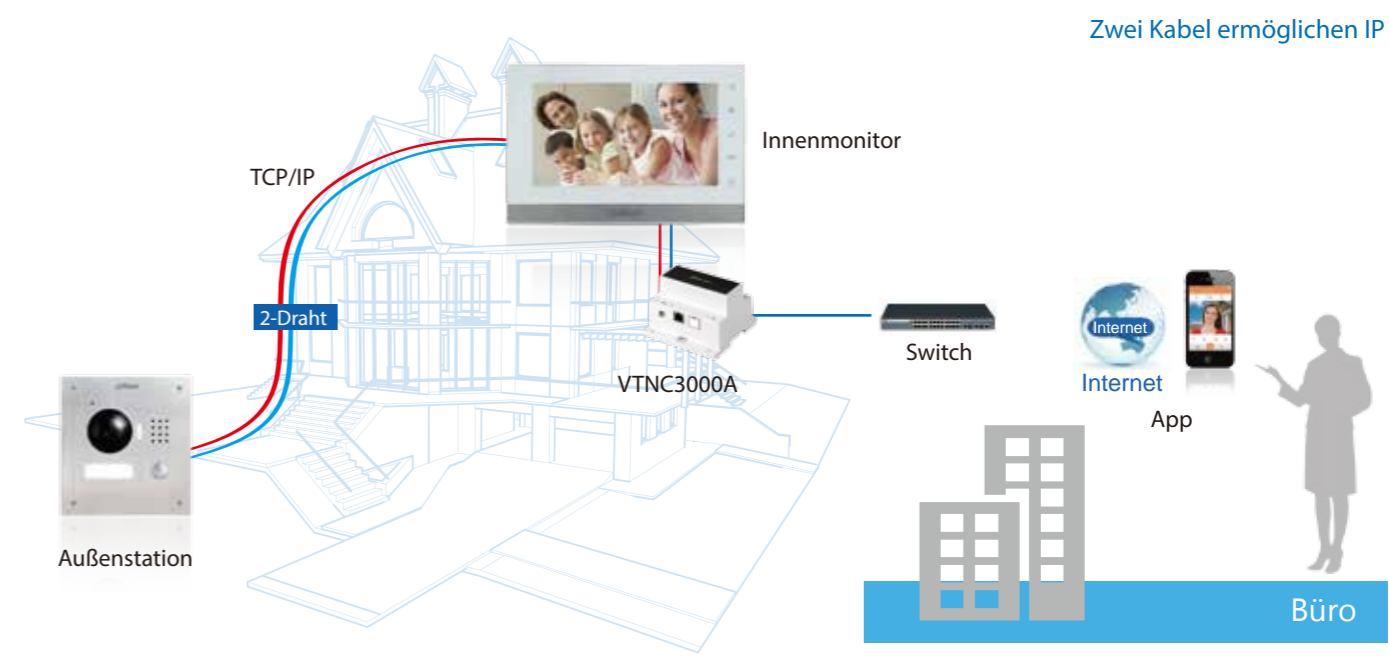 Zwei Kabel ermöglichen IP
Innenmonitor
TCP/IP
2-Draht
Internet
Switch
VTNC3000A
Internet
App
Außenstation
Büro